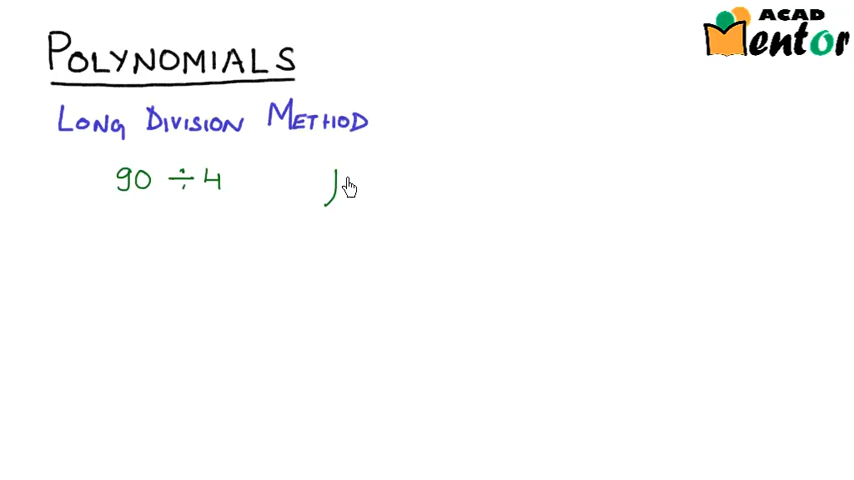 ACAD
Mentor
POLYNOMIALS
LONG DIVISION METHOD
90 ÷ 4 )